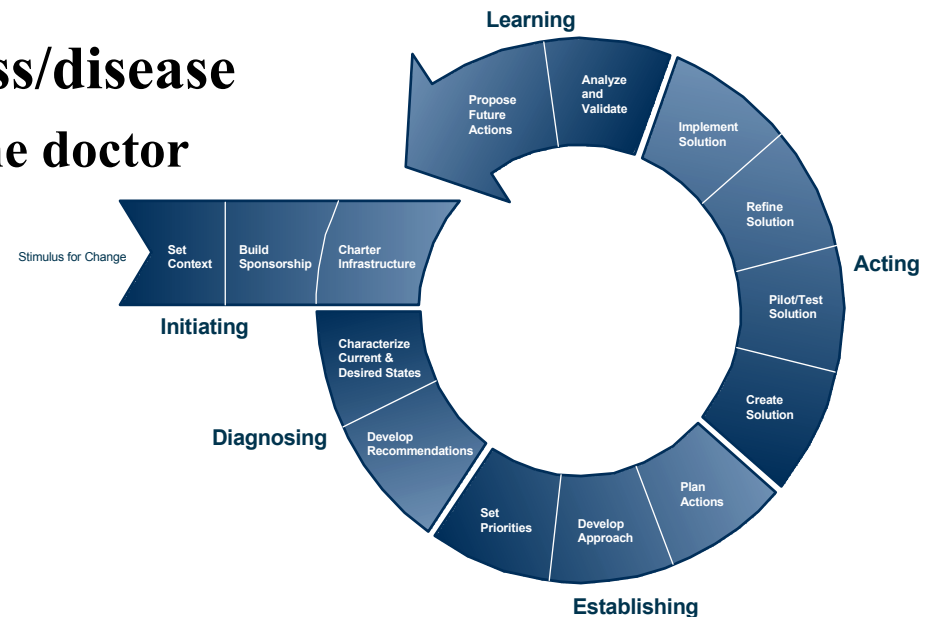 ss/disease
e doctor
Learning
Propose
Future
Actions
Analyze
and
Validate
Implement
Solution
Refine
Solution
Acting
Pilot/Test
Solution
Create
Solution
Stimulus for Change
Set
Context
Build
Sponsorship
Charter
Infrastructure
Initiating
Characterize
Current &
Desired States
Diagnosing
Develop
Recommendations
Set
Priorities
Develop
Approach
Plan
Actions
Establishing